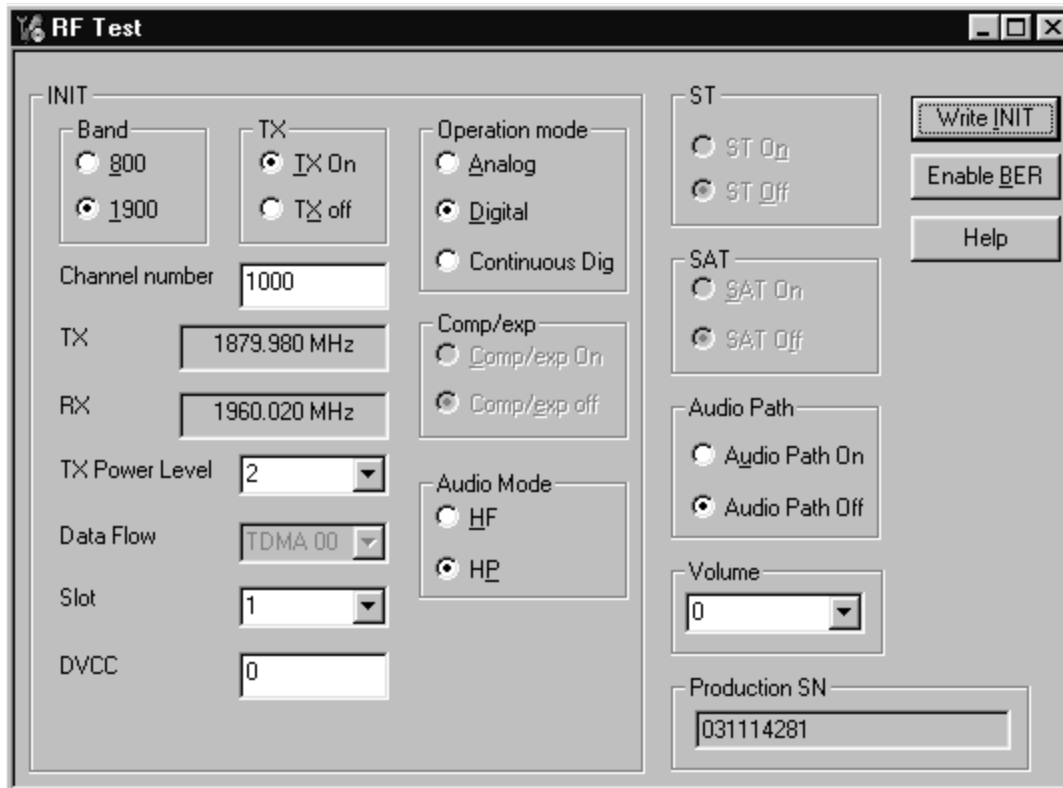 RF Test
INIT
Band
800
1900
TX
TX On
TX off
Operation mode
Analog
Digital
Continuous Dig
Channel number
1000
TX
1879.980 MHz
RX
1960.020 MHz
Comp/exp
Comp/exp On
Comp/exp off
TX Power Level
2
Data Flow
TDMA 00
Slot
1
DVCC
0
Audio Mode
HF
HP
ST
ST On
ST Off
SAT
SAT On
SAT Off
Audio Path
Audio Path On
Audio Path Off
Volume
0
Production SN
031114281
Write INIT
Enable BER
Help